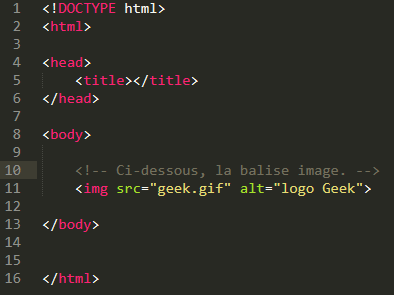 1 <!DOCTYPE html>
2 <html>
3
4 <head>
5 <title></title>
6 </head>
7
8 <body>
9
10 <!-- Ci-dessous, la balise image. -->
11 <img src="geek.gif" alt="logo Geek">
12
13 </body>
14
15
16 </html>